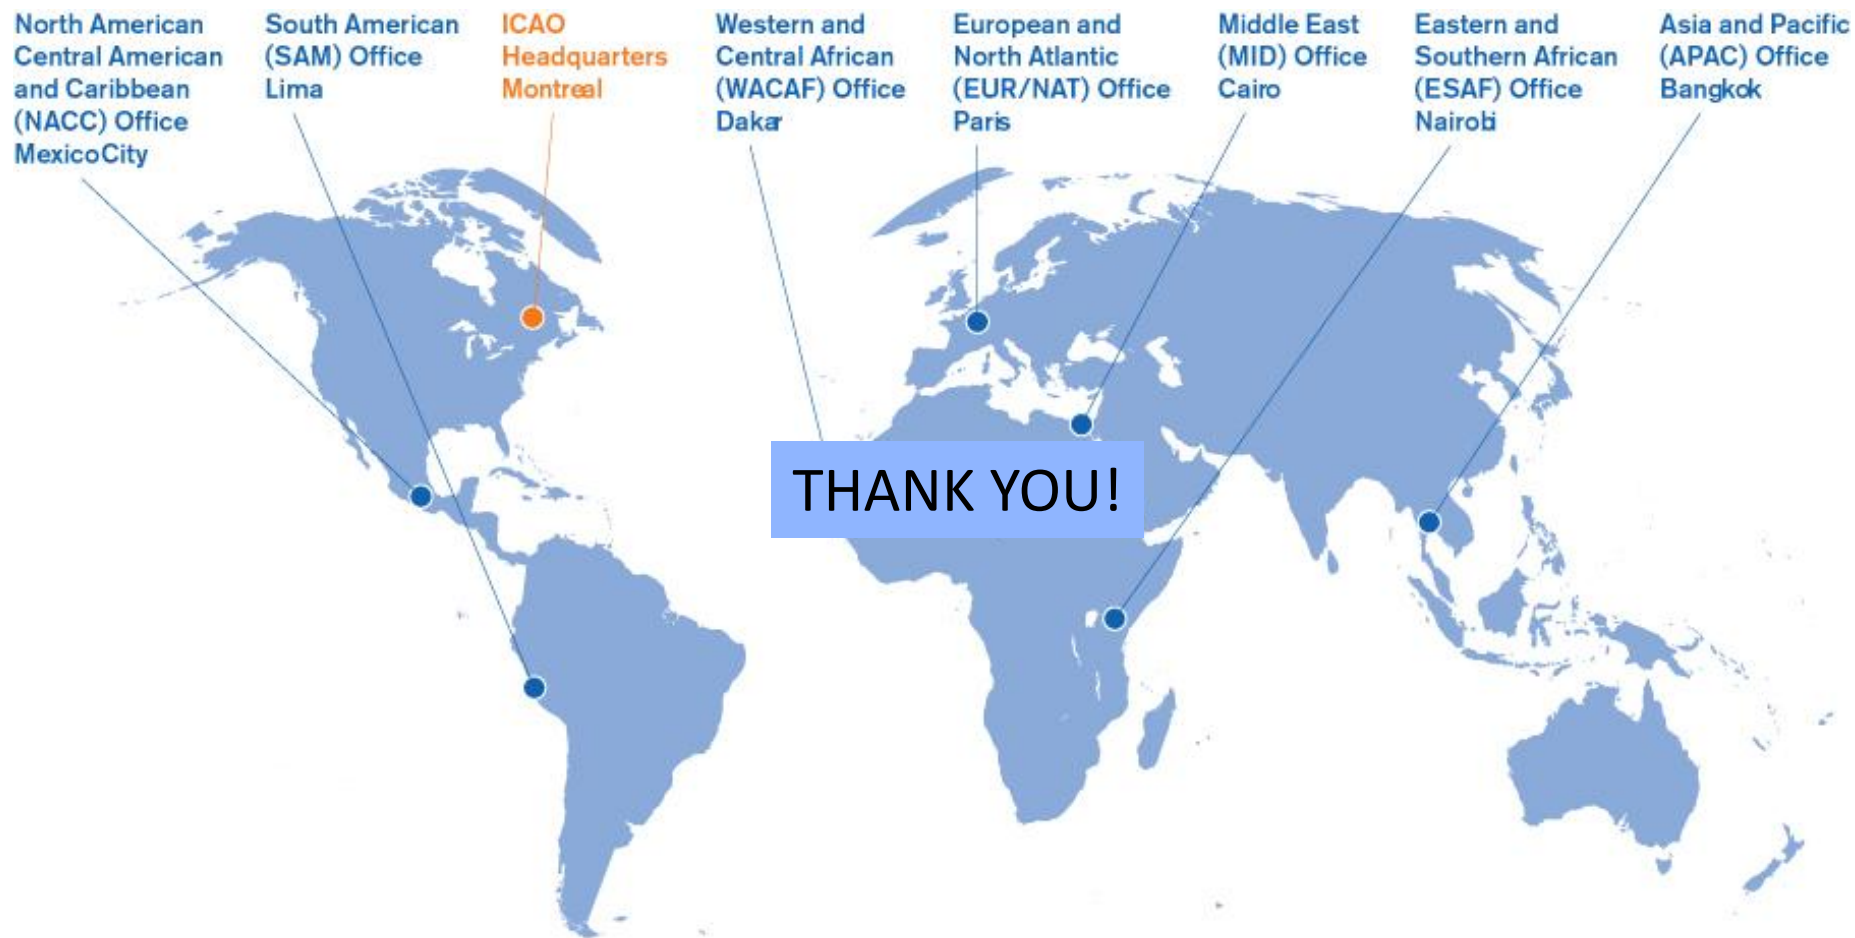 North American
Central American
and Caribbean
(NACC) Office
MexicoCity
South American
(SAM) Office
Lima
ICAO
Headquarters
Montreal
Western and
Central African
(WACAF) Office
Dakar
European and
North Atlantic
(EUR/NAT) Office
Paris
Middle East
(MID) Office
Cairo
Eastern and
Southern African
(ESAF) Office
Nairobi
Asia and Pacific
(APAC) Office
Bangkok
THANK YOU!